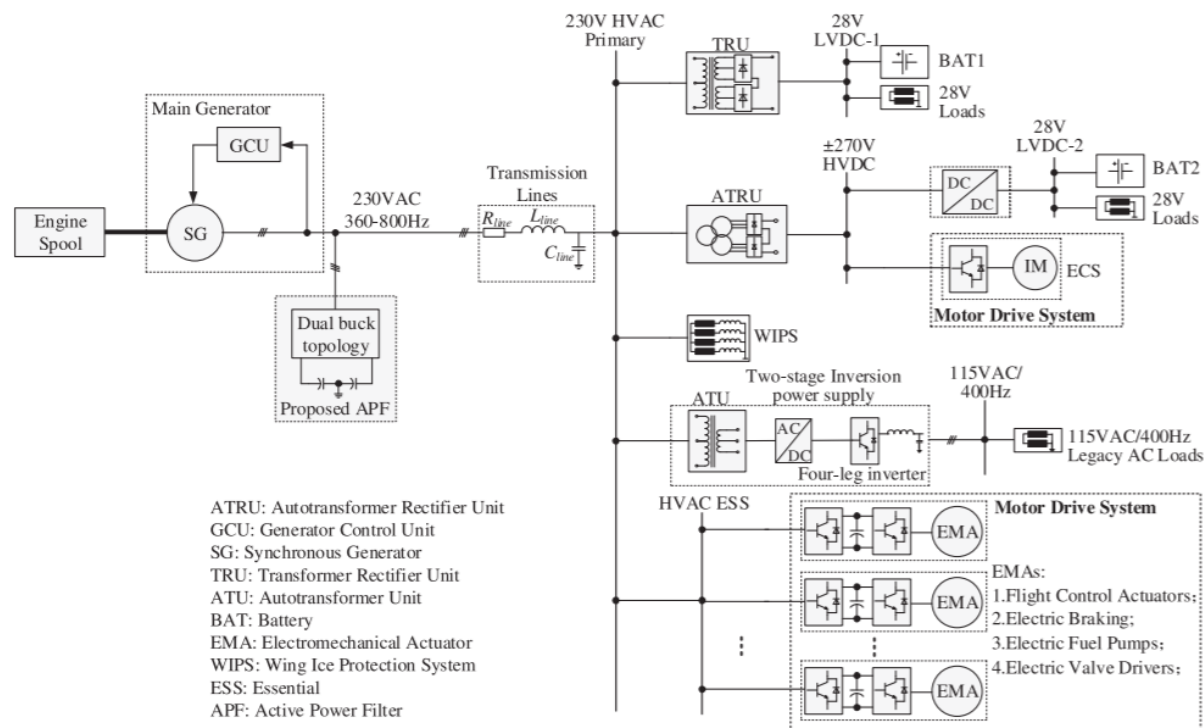 230V HVAC
Primary
TRU
28V
LVDC-1
BAT1
28V
Loads
Main Generator
GCU
Engine
Spool
SG
230VAC
360-800Hz
Transmission
Lines
Rline
Lline
Cline
Dual buck
topology
Proposed APF
ATRU
±270V
HVDC
DC
DC
28V
LVDC-2
BAT2
28V
Loads
IM
ECS
Motor Drive System
WIPS
Two-stage Inversion
power supply
ATU
AC
DC
Four-leg inverter
115VAC/
400Hz
115VAC/400Hz
Legacy AC Loads
HVAC ESS
Motor Drive System
EMA
EMA
EMA
EMAs:
1.Flight Control Actuators;
2.Electric Braking;
3.Electric Fuel Pumps;
4.Electric Valve Drivers;
ATRU: Autotransformer Rectifier Unit
GCU: Generator Control Unit
SG: Synchronous Generator
TRU: Transformer Rectifier Unit
ATU: Autotransformer Unit
BAT: Battery
EMA: Electromechanical Actuator
WIPS: Wing Ice Protection System
ESS: Essential
APF: Active Power Filter